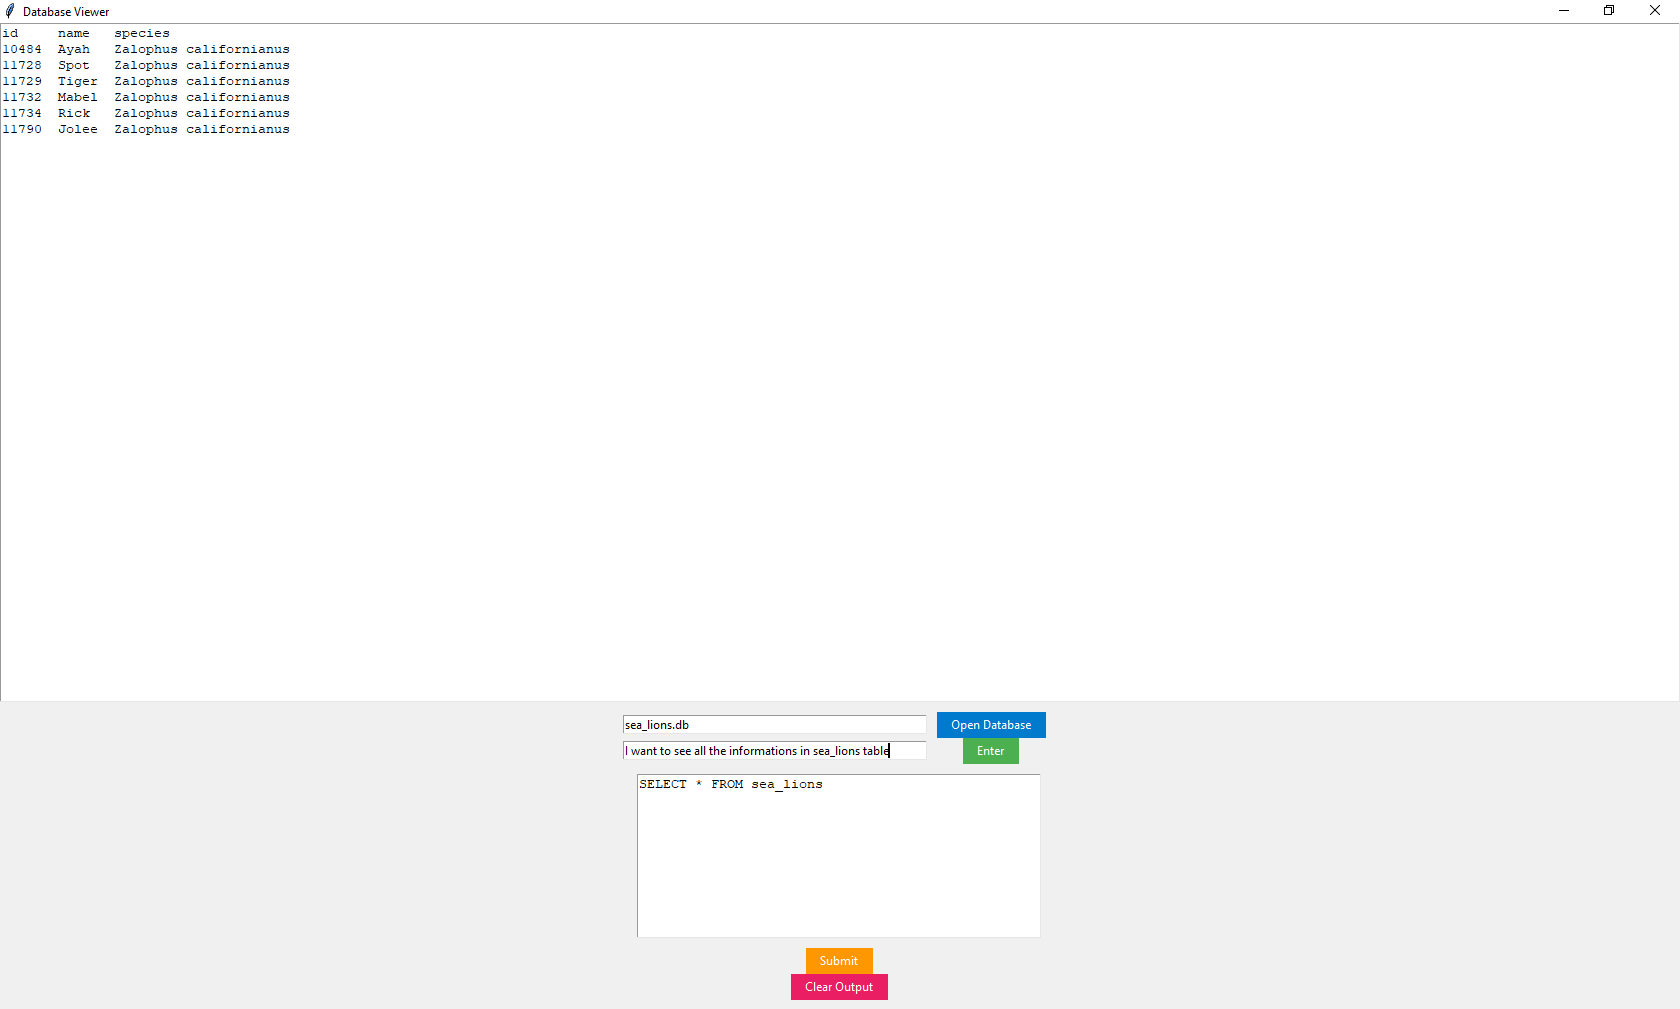 Database Viewer
id name species
10484 Ayah Zalophus californianus
11728 Spot Zalophus californianus
11729 Tiger Zalophus californianus
11732 Mabel Zalophus californianus
11734 Rick Zalophus californianus
11790 Jolee Zalophus californianus
sea_lions.db Open Database
I want to see all the informations in sea_lions table Enter
SELECT * FROM sea_lions
Submit
Clear Output